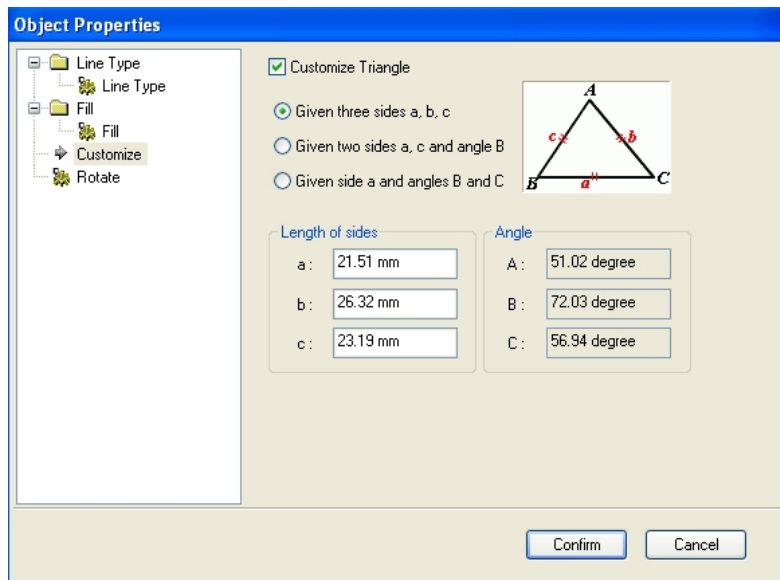 Object Properties
Line Type
Line Type
Fill
Fill
Customize
Rotate
Customize Triangle
Given three sides a, b, c
Given two sides a, c and angle B
Given side a and angles B and C
A
c
b
B
a
C
Length of sides
a: 21.51 mm
b: 26.32 mm
c: 23.19 mm
Angle
A: 51.02 degree
B: 72.03 degree
C: 56.94 degree
Confirm
Cancel